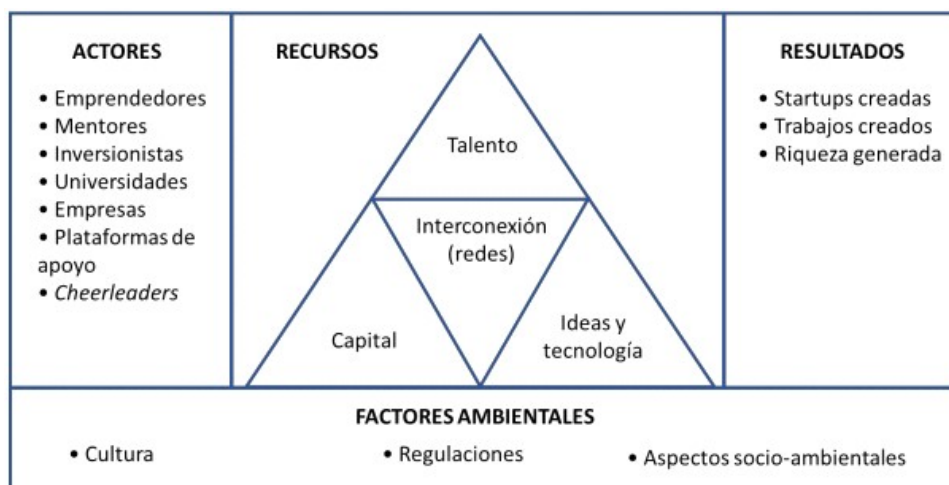 ACTORES
• Emprendedores
• Mentores
• Inversionistas
• Universidades
• Empresas
• Plataformas de
apoyo
• Cheerleaders
RECURSOS
Talento
Interconexión
(redes)
Capital
Ideas y
tecnología
RESULTADOS
• Startups creadas
• Trabajos creados
• Riqueza generada
FACTORES AMBIENTALES
• Cultura
• Regulaciones
• Aspectos socio-ambientales